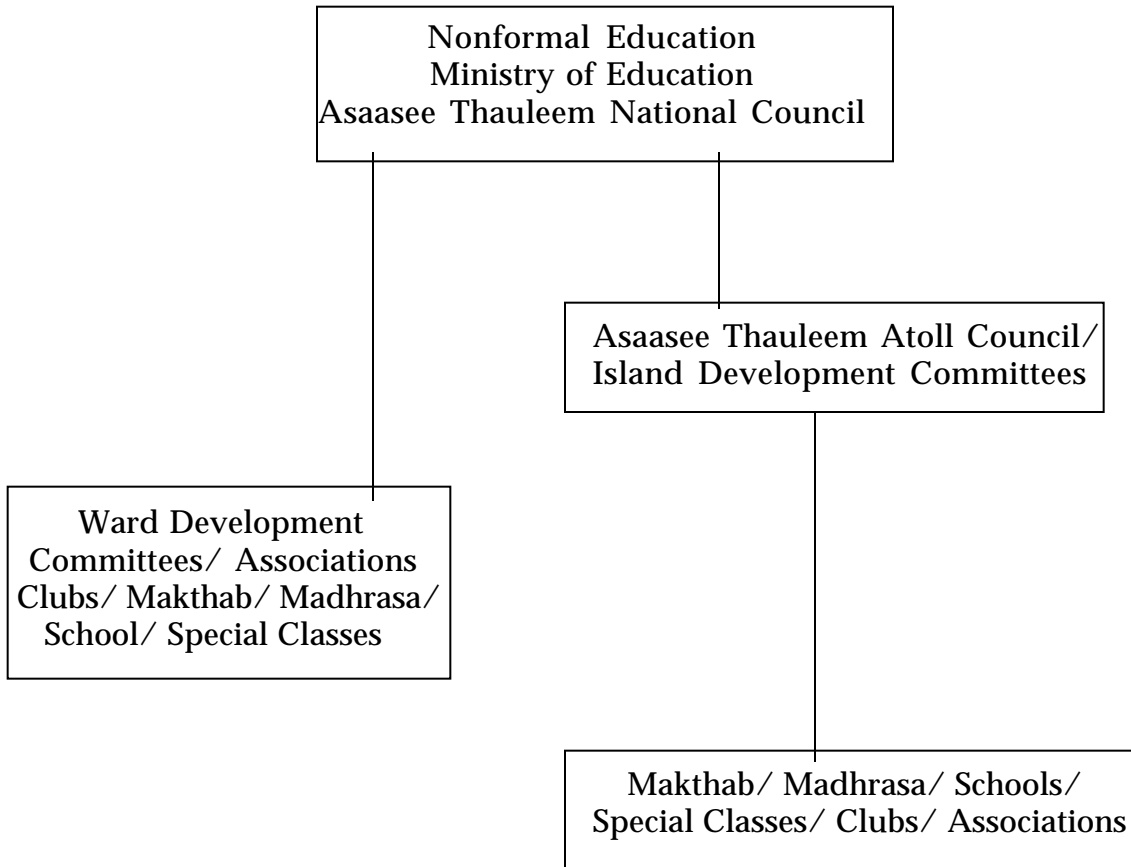 Nonformal Education
Ministry of Education
Asaasee Thauleem National Council
Asaasee Thauleem Atoll Council/
Island Development Committees
Ward Development
Committees/ Associations
Clubs/ Makthab/ Madhrasa/
School/ Special Classes
Makthab/ Madhrasa/ Schools/
Special Classes/ Clubs/ Associations